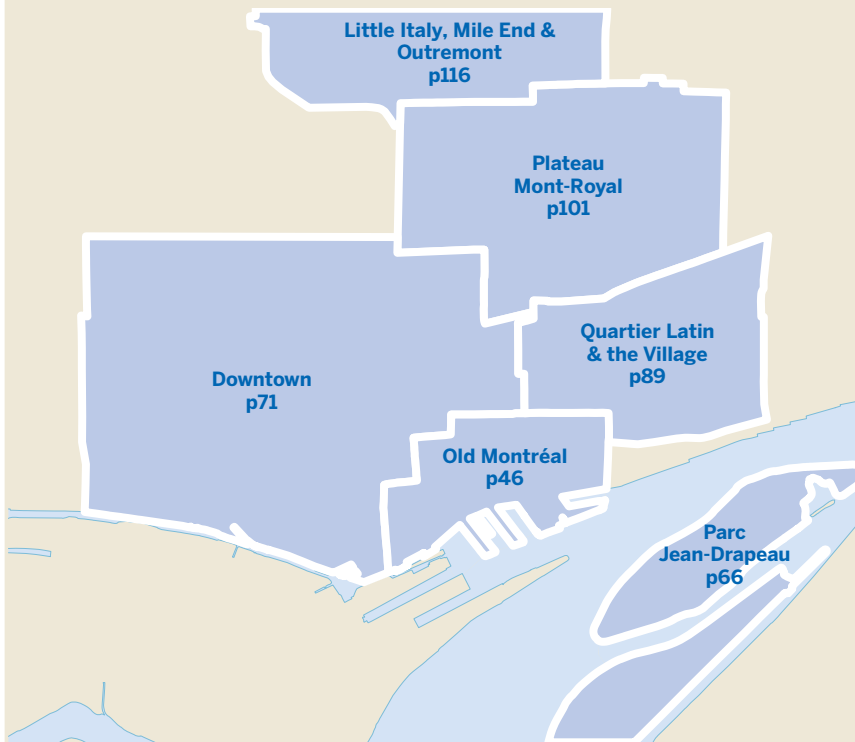 Little Italy, Mile End &
Outremont
p116
Plateau
Mont-Royal
p101
Quartier Latin
& the Village
p89
Downtown
p71
Old Montréal
p46
Parc
Jean-Drapeau
p66